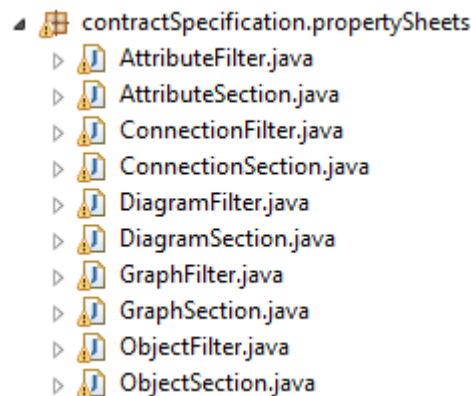 contractSpecification.propertySheets
AttributeFilter.java
AttributeSection.java
ConnectionFilter.java
ConnectionSection.java
DiagramFilter.java
DiagramSection.java
GraphFilter.java
GraphSection.java
ObjectFilter.java
ObjectSection.java